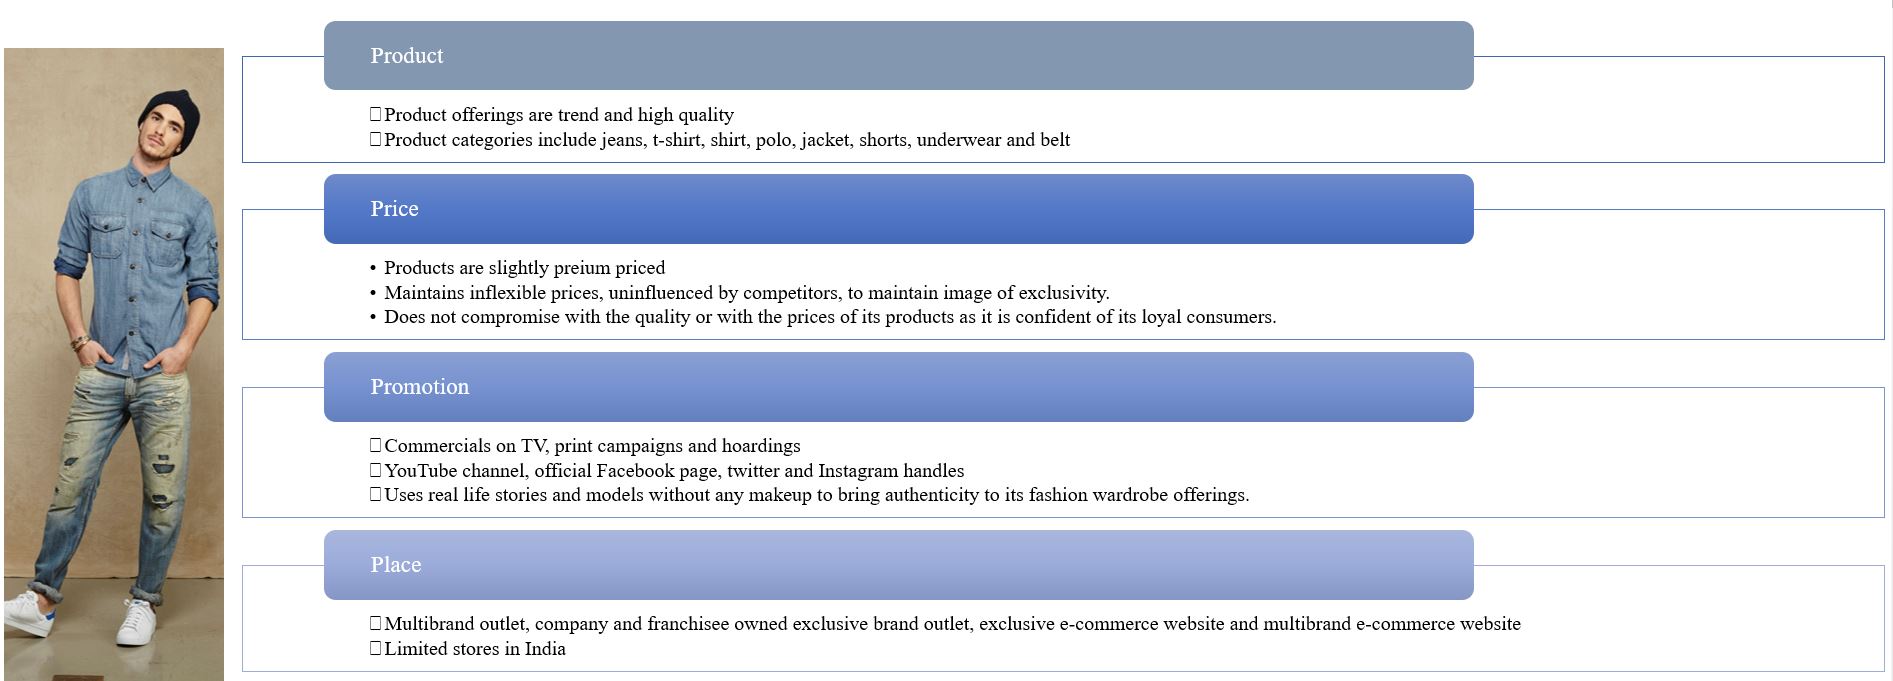 Product
Product offerings are trend and high quality
Product categories include jeans, t-shirt, shirt, polo, jacket, shorts, underwear and belt
Price
• Products are slightly preium priced
• Maintains inflexible prices, uninfluenced by competitors, to maintain image of exclusivity.
• Does not compromise with the quality or with the prices of its products as it is confident of its loyal consumers.
Promotion
Commercials on TV, print campaigns and hoardings
YouTube channel, official Facebook page, twitter and Instagram handles
Uses real life stories and models without any makeup to bring authenticity to its fashion wardrobe offerings.
Place
Multibrand outlet, company and franchisee owned exclusive brand outlet, exclusive e-commerce website and multibrand e-commerce website
Limited stores in India